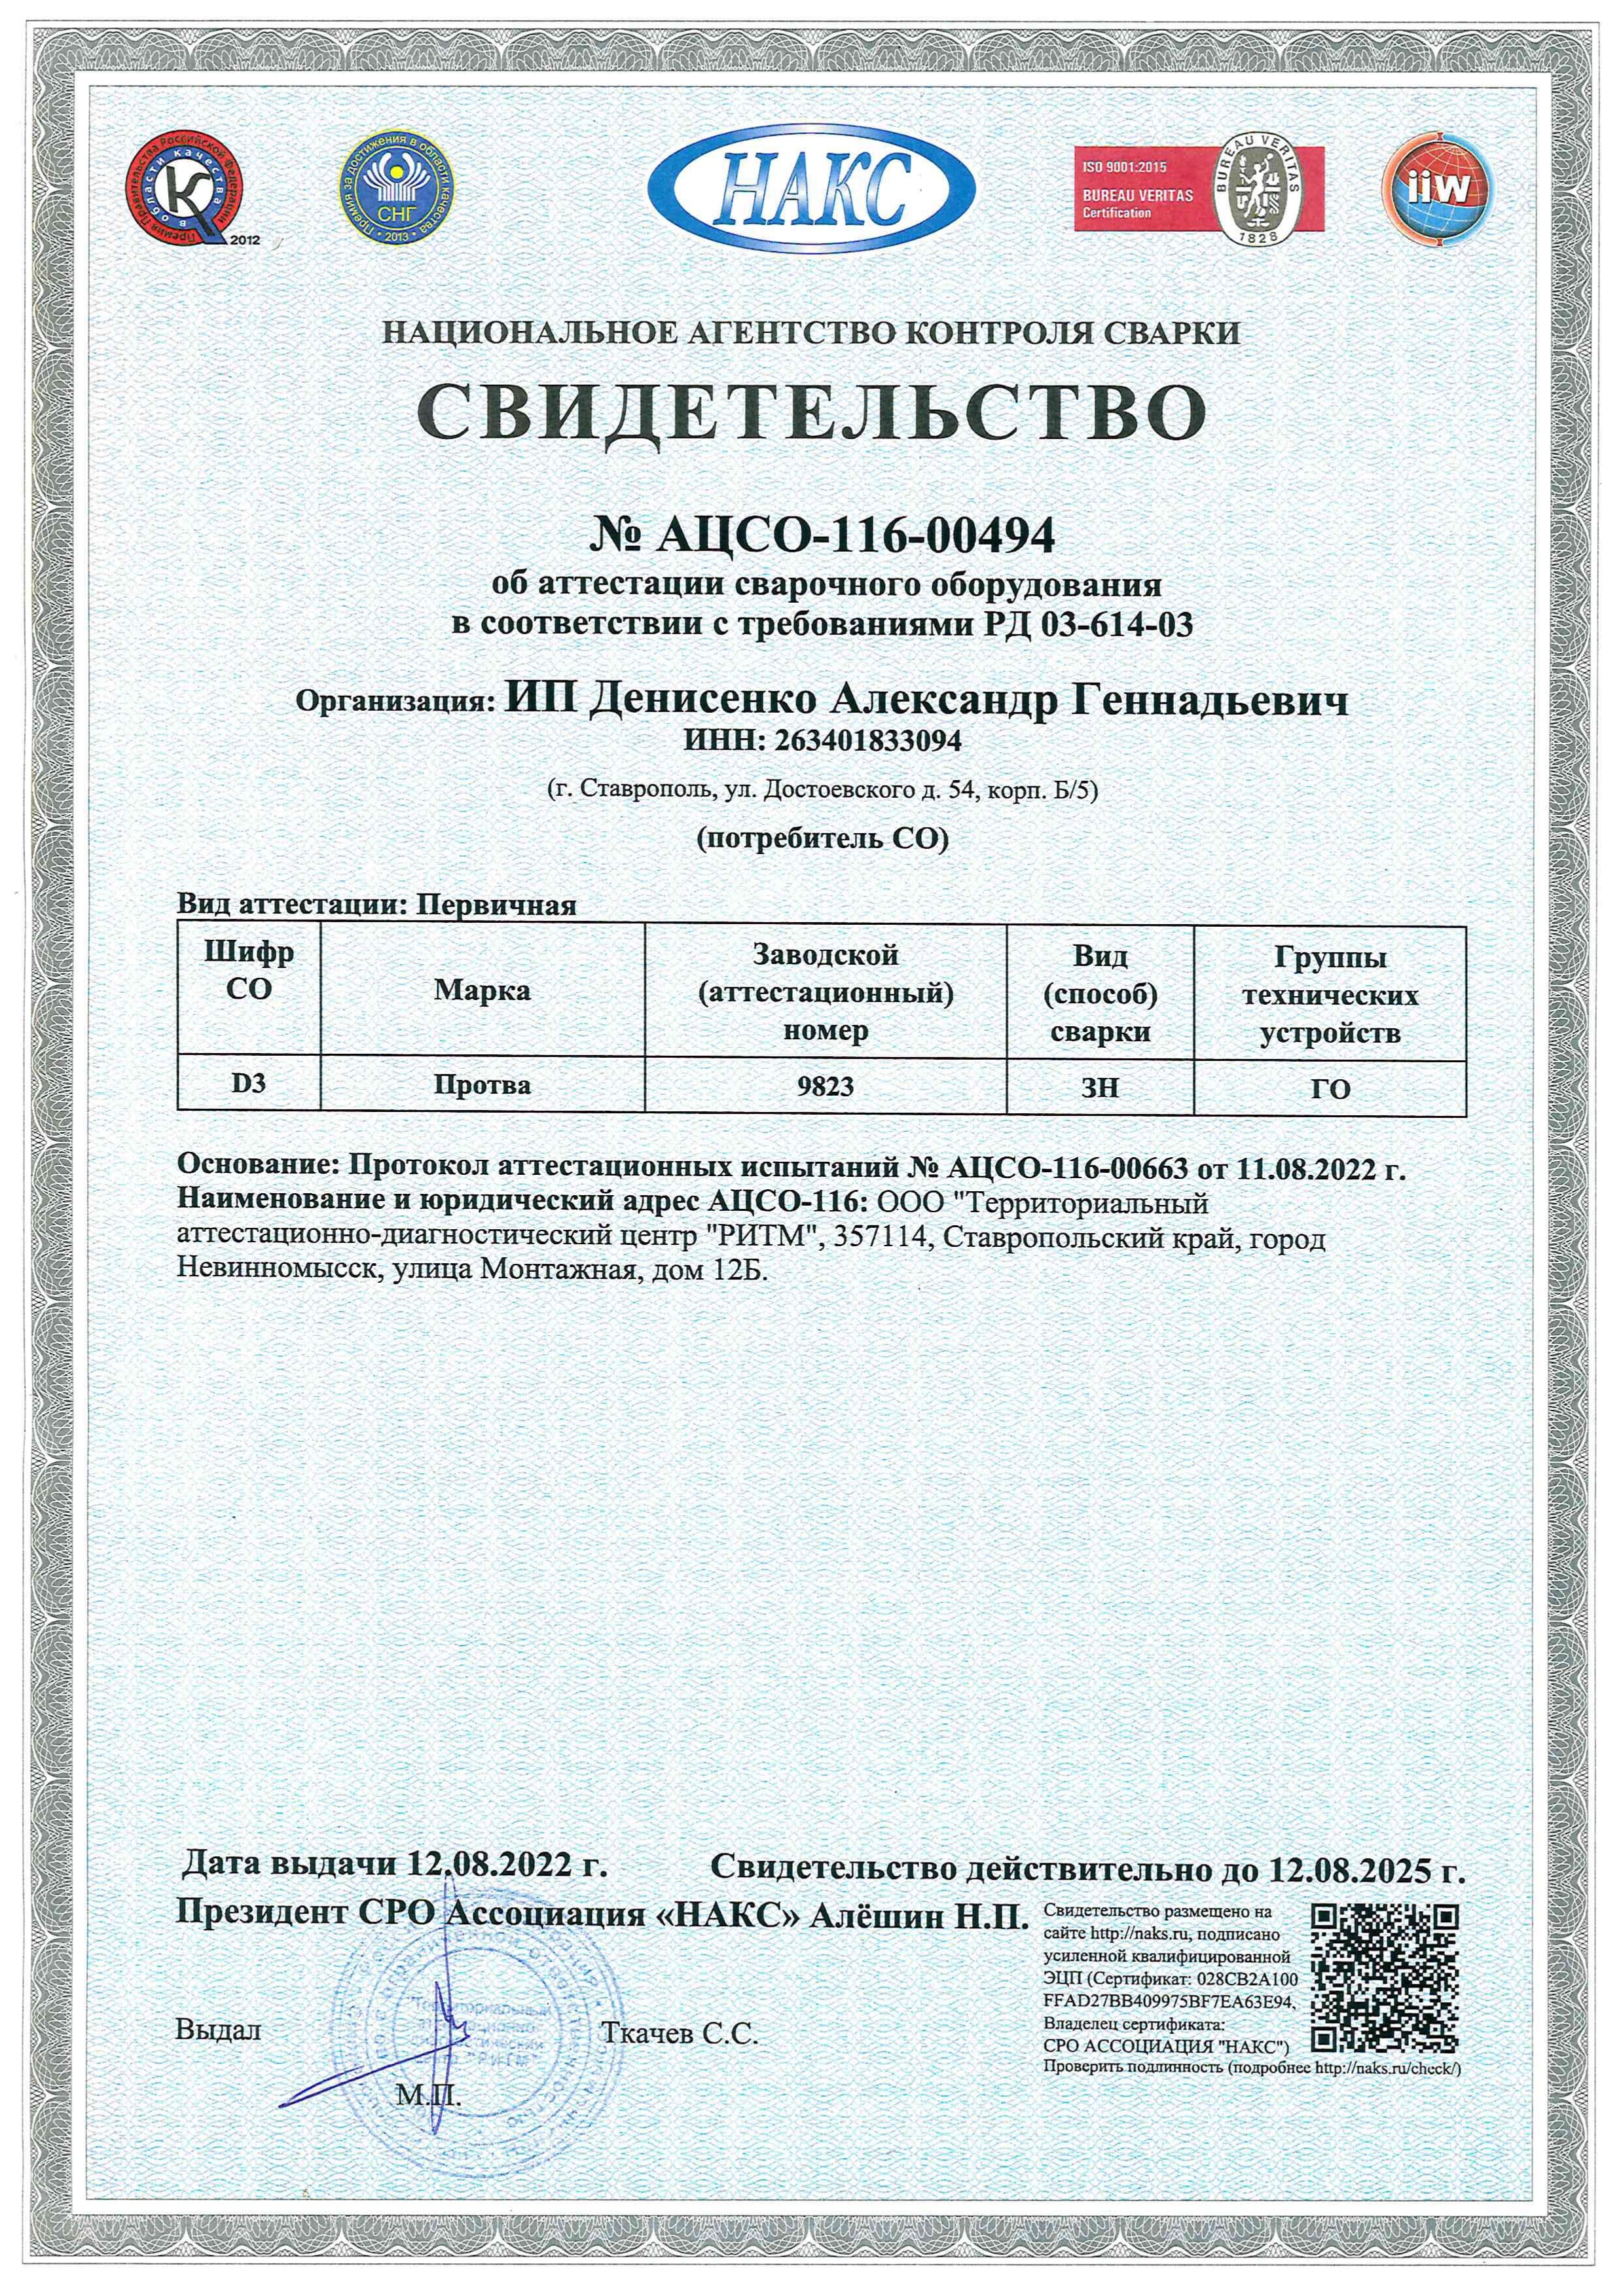 Премия Правительства Российской Федерации
в области качества
2012
Премия за достижения в области качества
СНГ
• 2013 •
НАКС
ISO 9001:2015
BUREAU VERITAS
Certification
BUREAU VERITAS
1828
iiw
НАЦИОНАЛЬНОЕ АГЕНТСТВО КОНТРОЛЯ СВАРКИ
СВИДЕТЕЛЬСТВО
№ АЦСО-116-00494
об аттестации сварочного оборудования
в соответствии с требованиями РД 03-614-03
Организация: ИП Денисенко Александр Геннадьевич
ИНН: 263401833094
(г. Ставрополь, ул. Достоевского д. 54, корп. Б/5)
(потребитель СО)
Вид аттестации: Первичная
Шифр СО Марка Заводской (аттестационный) номер Вид (способ) сварки Группы технических устройств
D3 Протва 9823 ЗН ГО
Основание: Протокол аттестационных испытаний № АЦСО-116-00663 от 11.08.2022 г.
Наименование и юридический адрес АЦСО-116: ООО "Территориальный
аттестационно-диагностический центр "РИТМ", 357114, Ставропольский край, город
Невинномысск, улица Монтажная, дом 12Б.
Дата выдачи 12.08.2022 г. Свидетельство действительно до 12.08.2025 г.
Президент СРО Ассоциация «НАКС» Алёшин Н.П.
Свидетельство размещено на
сайте http://naks.ru, подписано
усиленной квалифицированной
ЭЦП (Сертификат: 028CB2A100
FFAD27BB409975BF7EA63E94,
Владелец сертификата:
СРО АССОЦИАЦИЯ "НАКС")
Проверить подлинность (подробнее http://naks.ru/check/)
Выдал Ткачев С.С.
М.П.